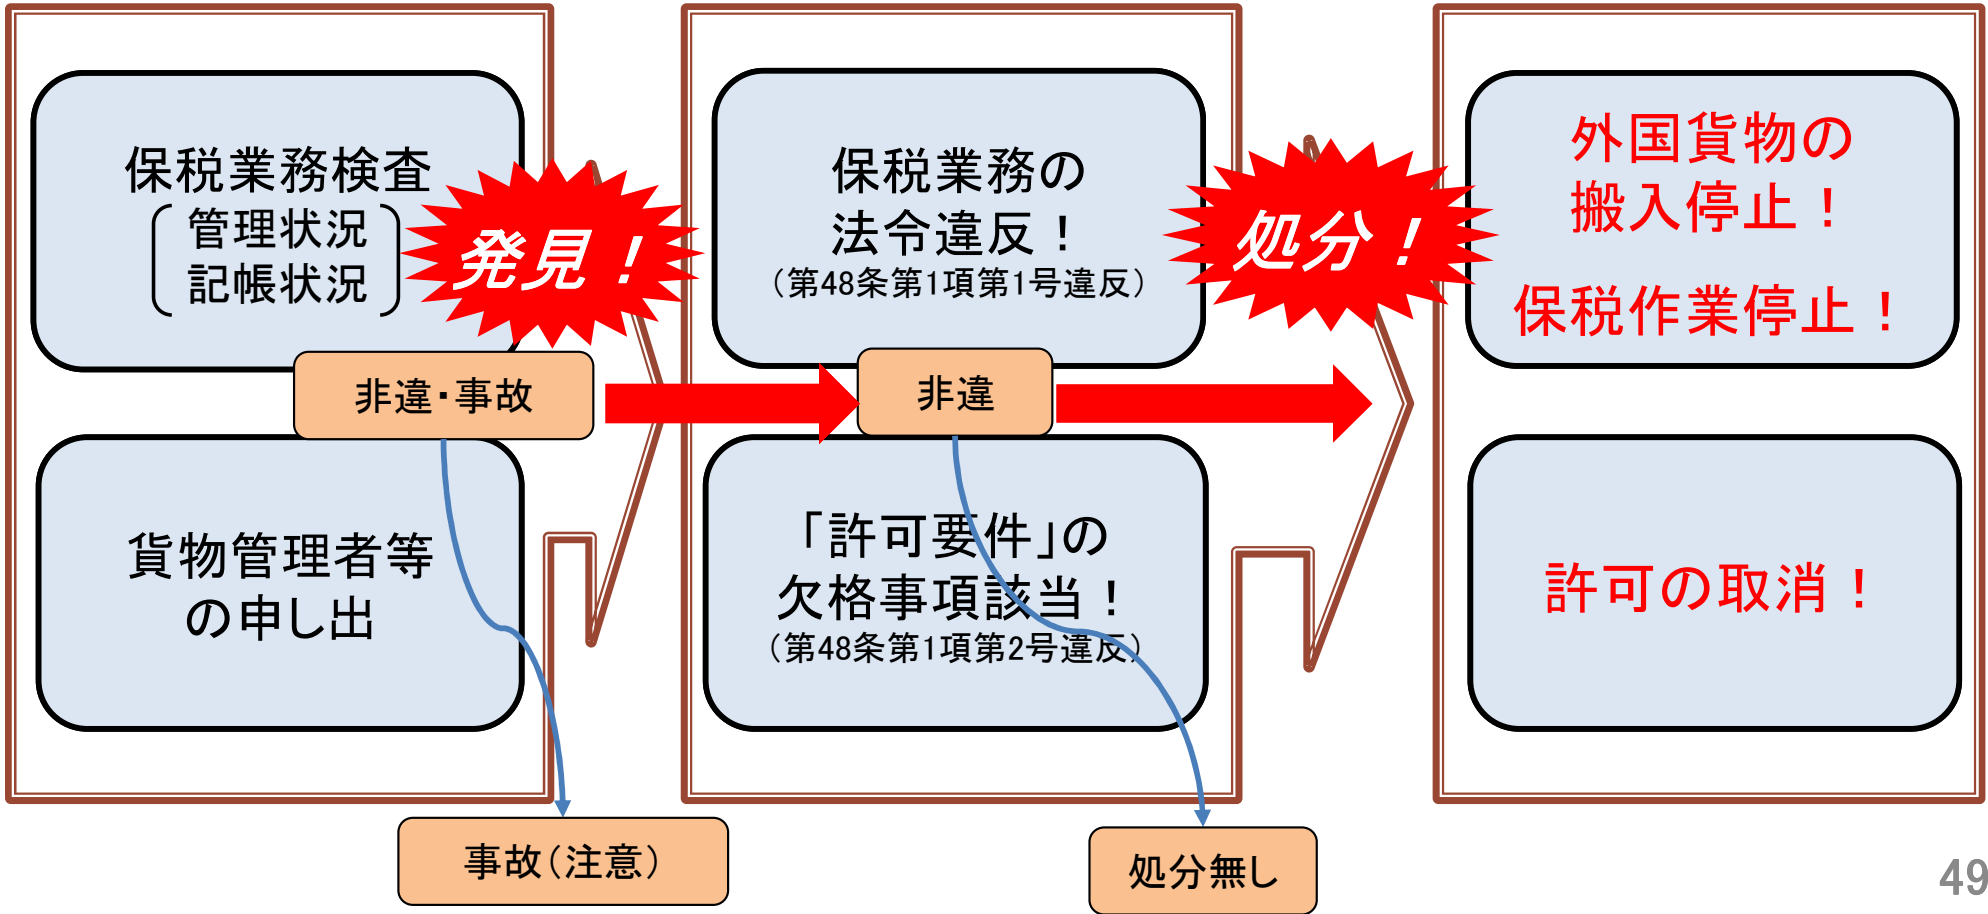 保税業務検査
管理状況
記帳状況
発見！
非違・事故
貨物管理者等
の申し出
事故（注意）
保税業務の
法令違反！
（第48条第1項第1号違反）
非違
「許可要件」の
欠格事項該当！
（第48条第1項第2号違反）
処分無し
処分！
外国貨物の
搬入停止！
保税作業停止！
許可の取消！
49